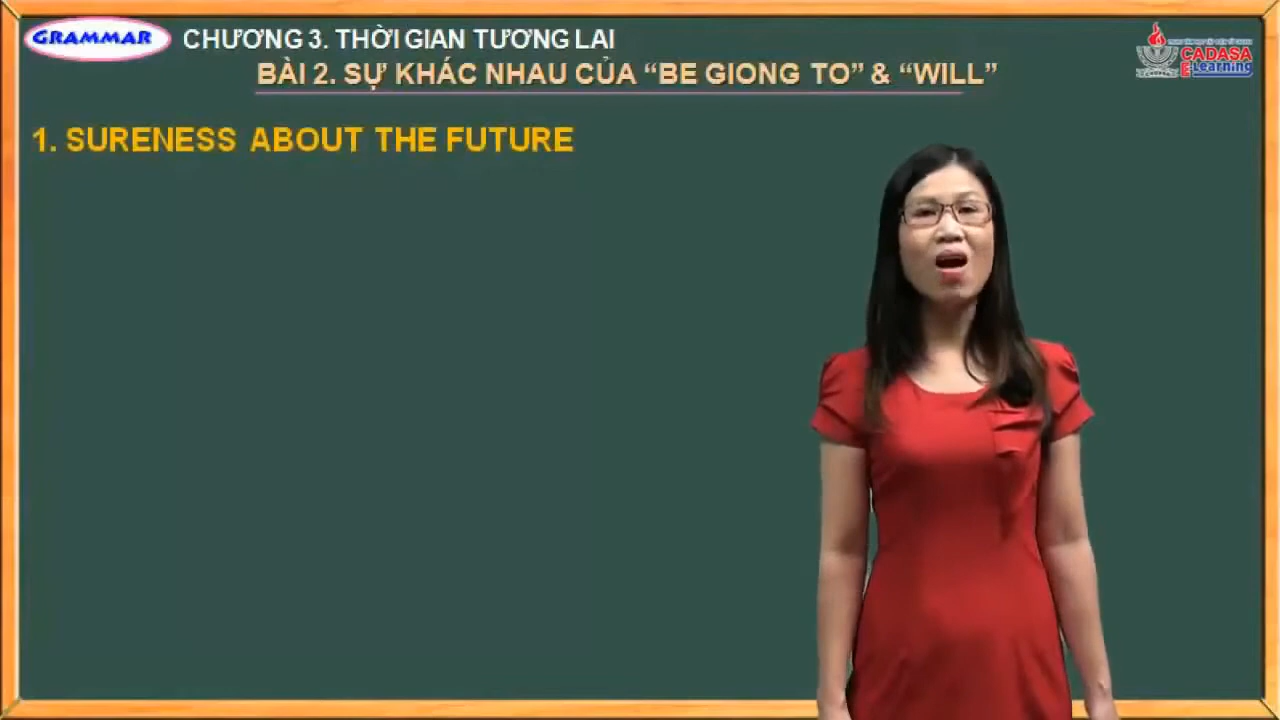 GRAMMAR CHƯƠNG 3. THỜI GIAN TƯƠNG LAI
BÀI 2. SỰ KHÁC NHAU CỦA “BE GIONG TO” & “WILL”
CADASA
E Learning
1. SURENESS ABOUT THE FUTURE